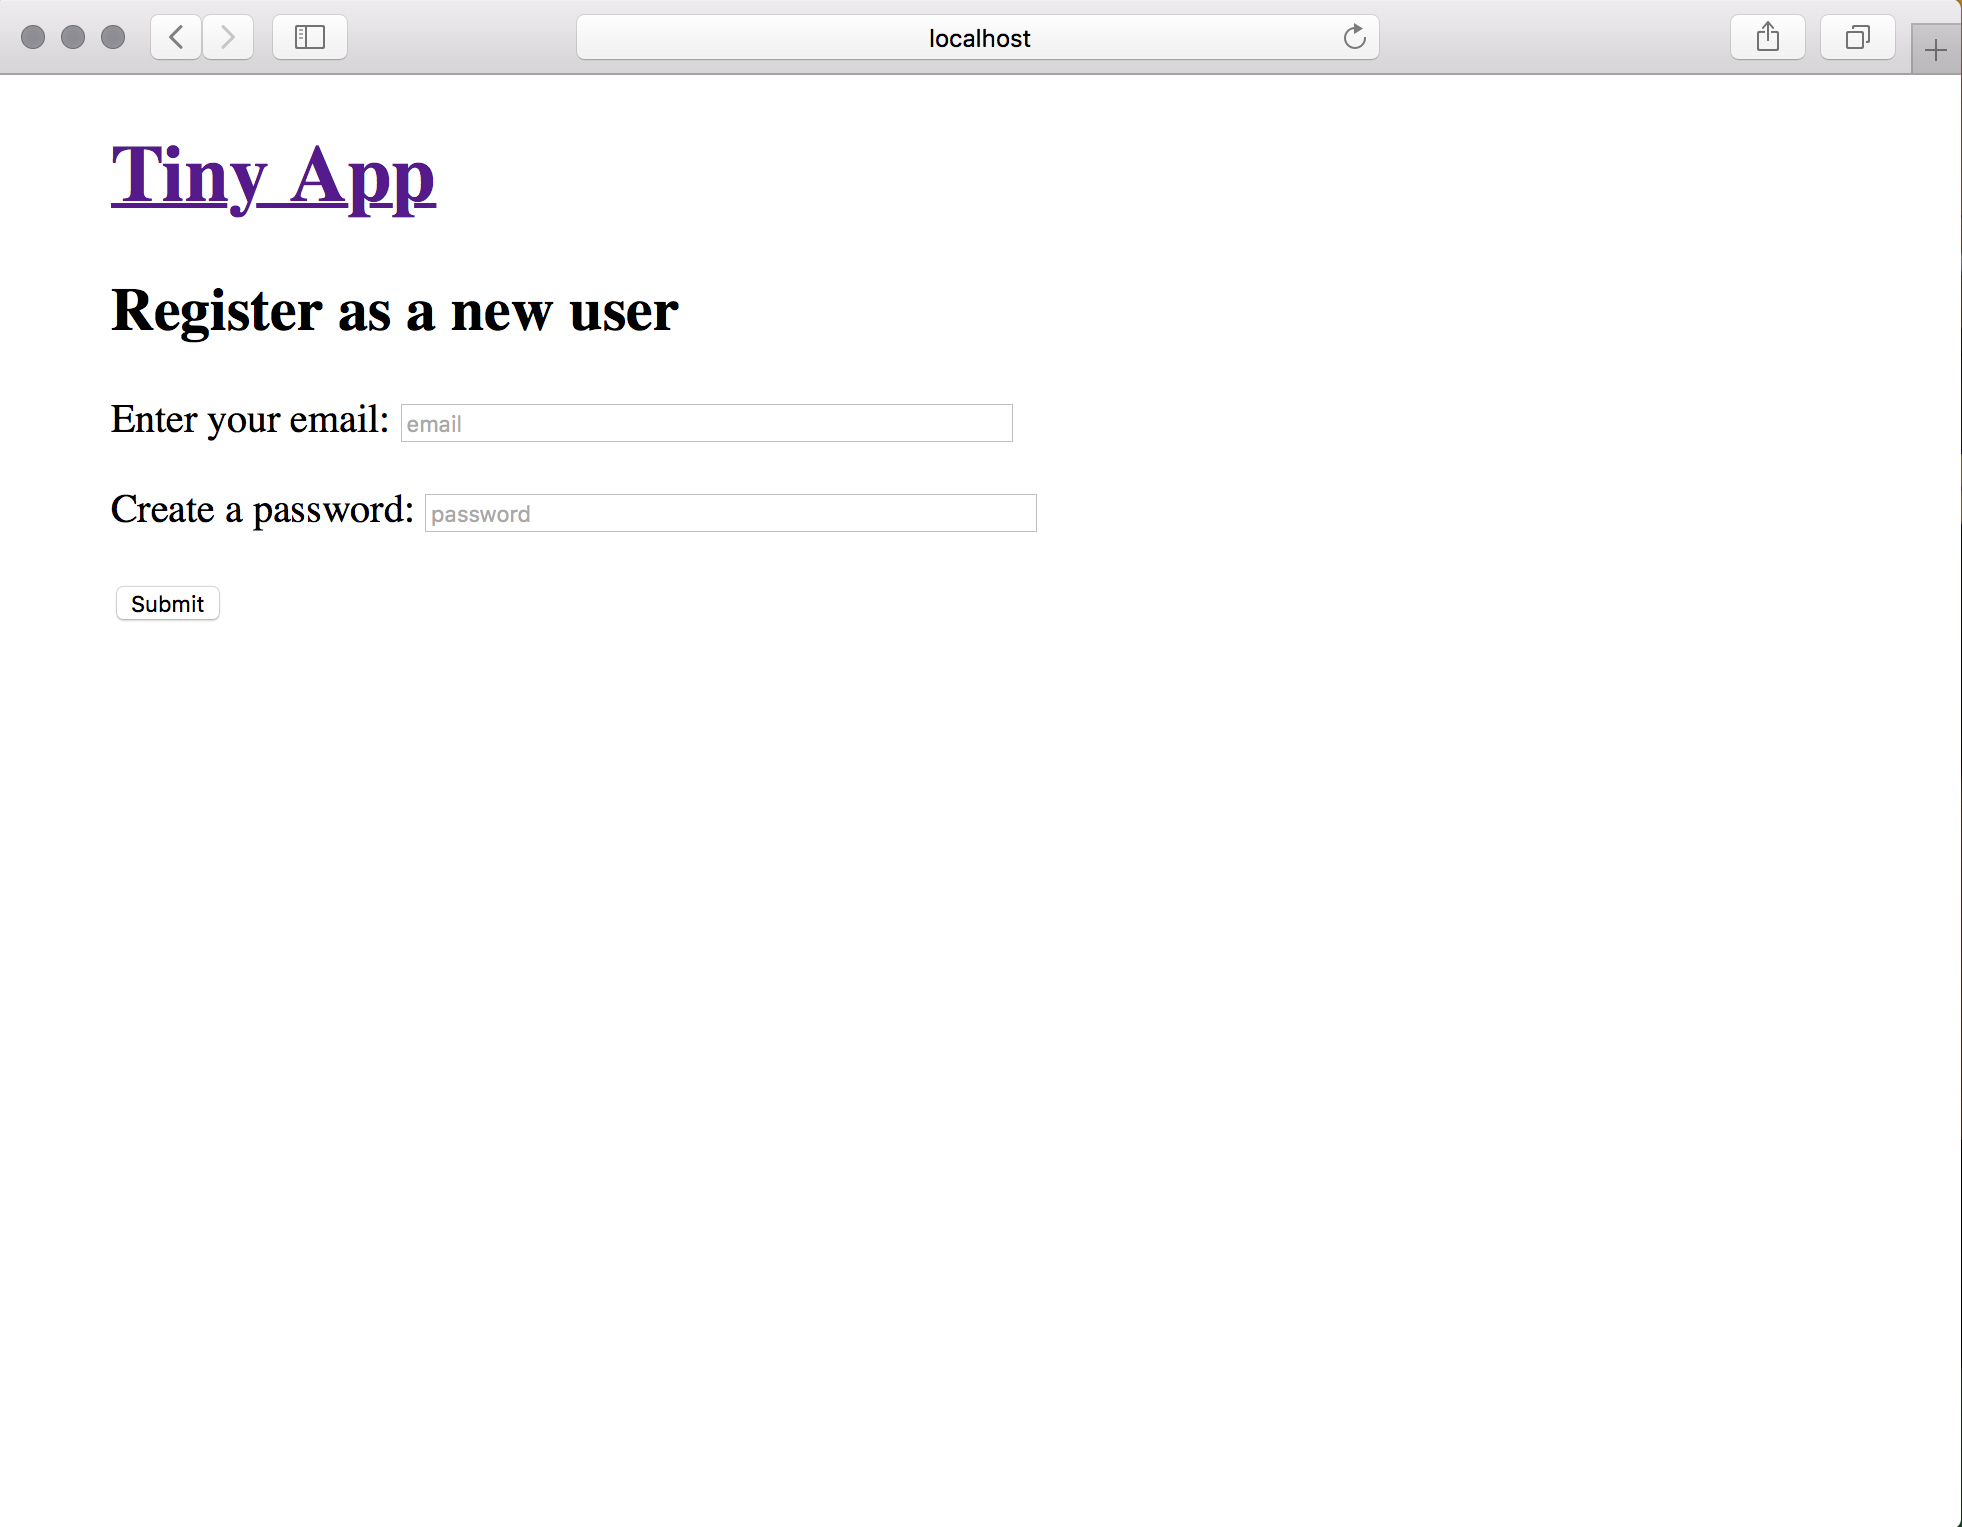 localhost
Tiny App
Register as a new user
Enter your email: email
Create a password: password
Submit